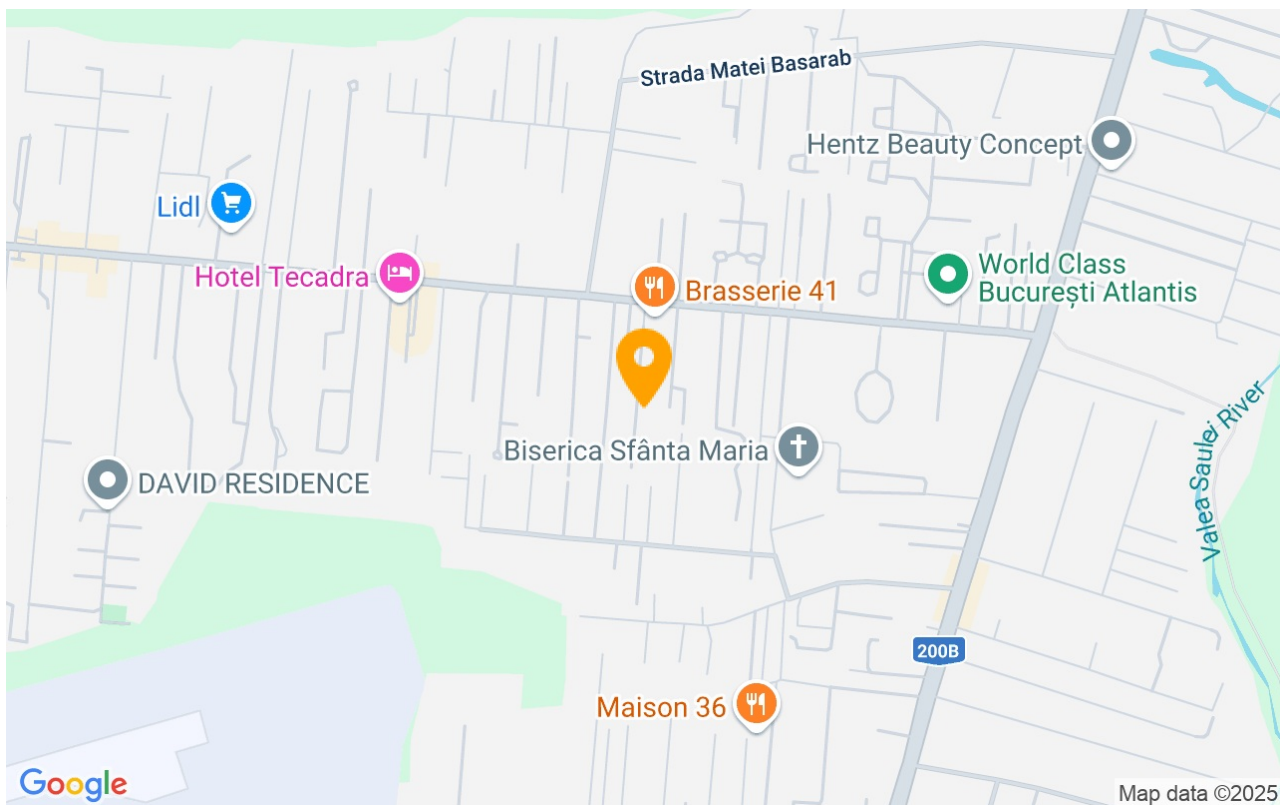 Strada Matei Basarab
Hentz Beauty Concept
Lidl
Hotel Tecadra
Brasserie 41
World Class
București Atlantis
Biserica Sfânta Maria
DAVID RESIDENCE
Valea Saulei River
200B
Maison 36
Google
Map data ©2025